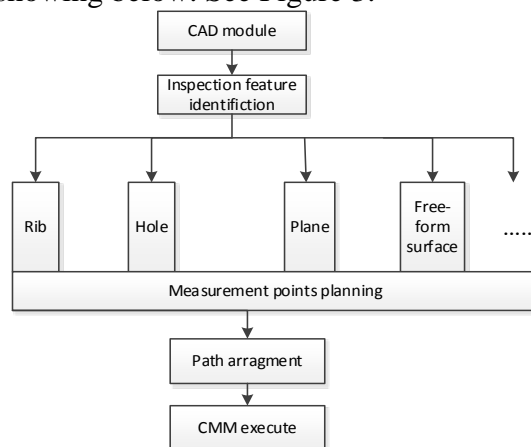 showing below. See Figure 3.
CAD module
Inspection feature
identifiction
Rib
Hole
Plane
Free-
form
surface
.....
Measurement points planning
Path arragment
CMM execute